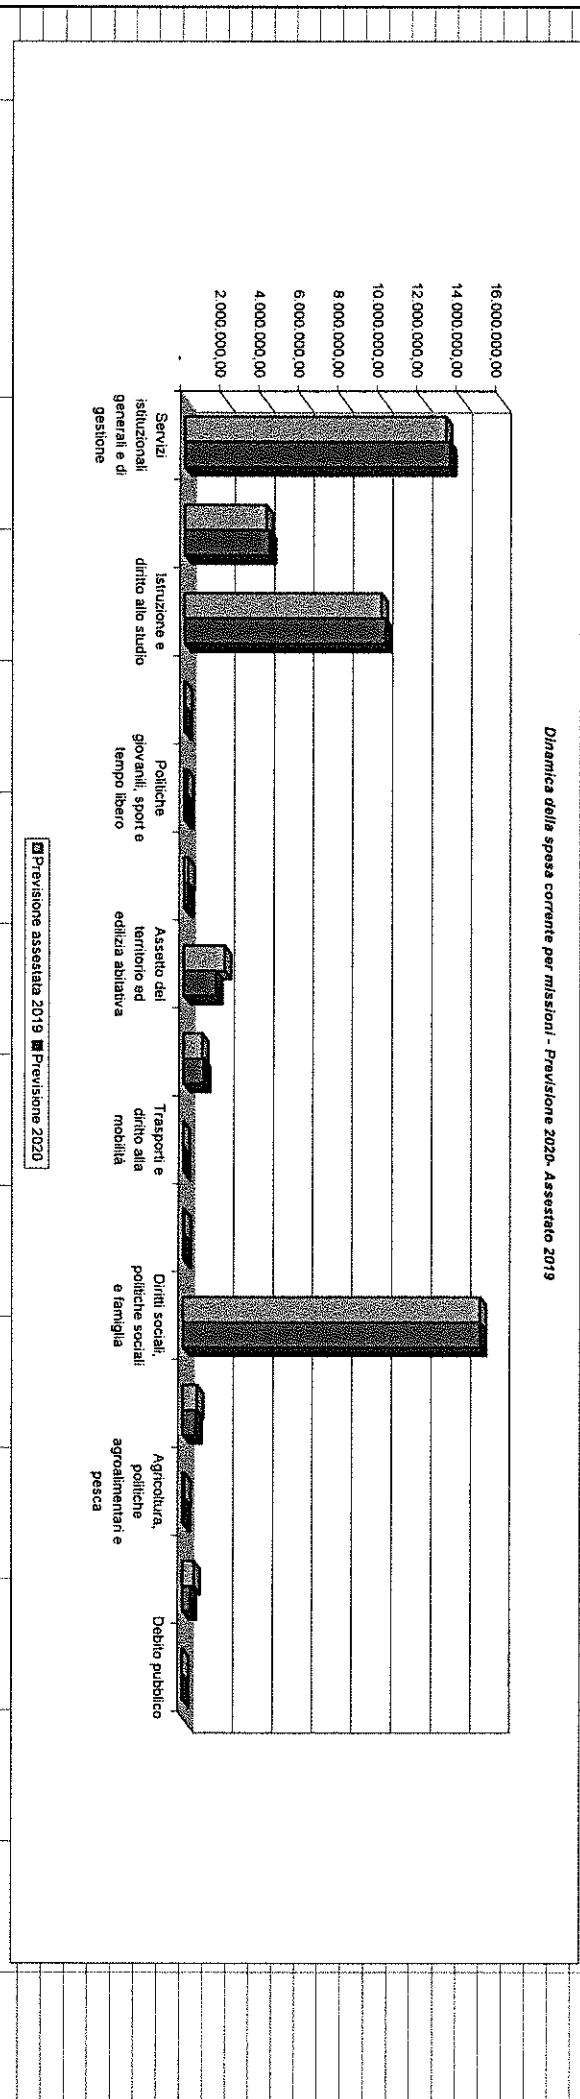 Dinamica della spesa corrente per missioni - Previsione 2020- Assestato 2019
16.000.000,00
14.000.000,00
12.000.000,00
10.000.000,00
8.000.000,00
6.000.000,00
4.000.000,00
2.000.000,00
-
Servizi
istituzionali
generali e di
gestione
Istruzione e
diritto allo studio
Politiche
giovanili, sport e
tempo libero
Assetto del
territorio ed
edilizia abitativa
Trasporti e
diritto alla
mobilità
Diritti sociali,
politiche sociali
e famiglia
Agricoltura,
politiche
agroalimentari e
pesca
Debito pubblico
Previsione assestata 2019 Previsione 2020